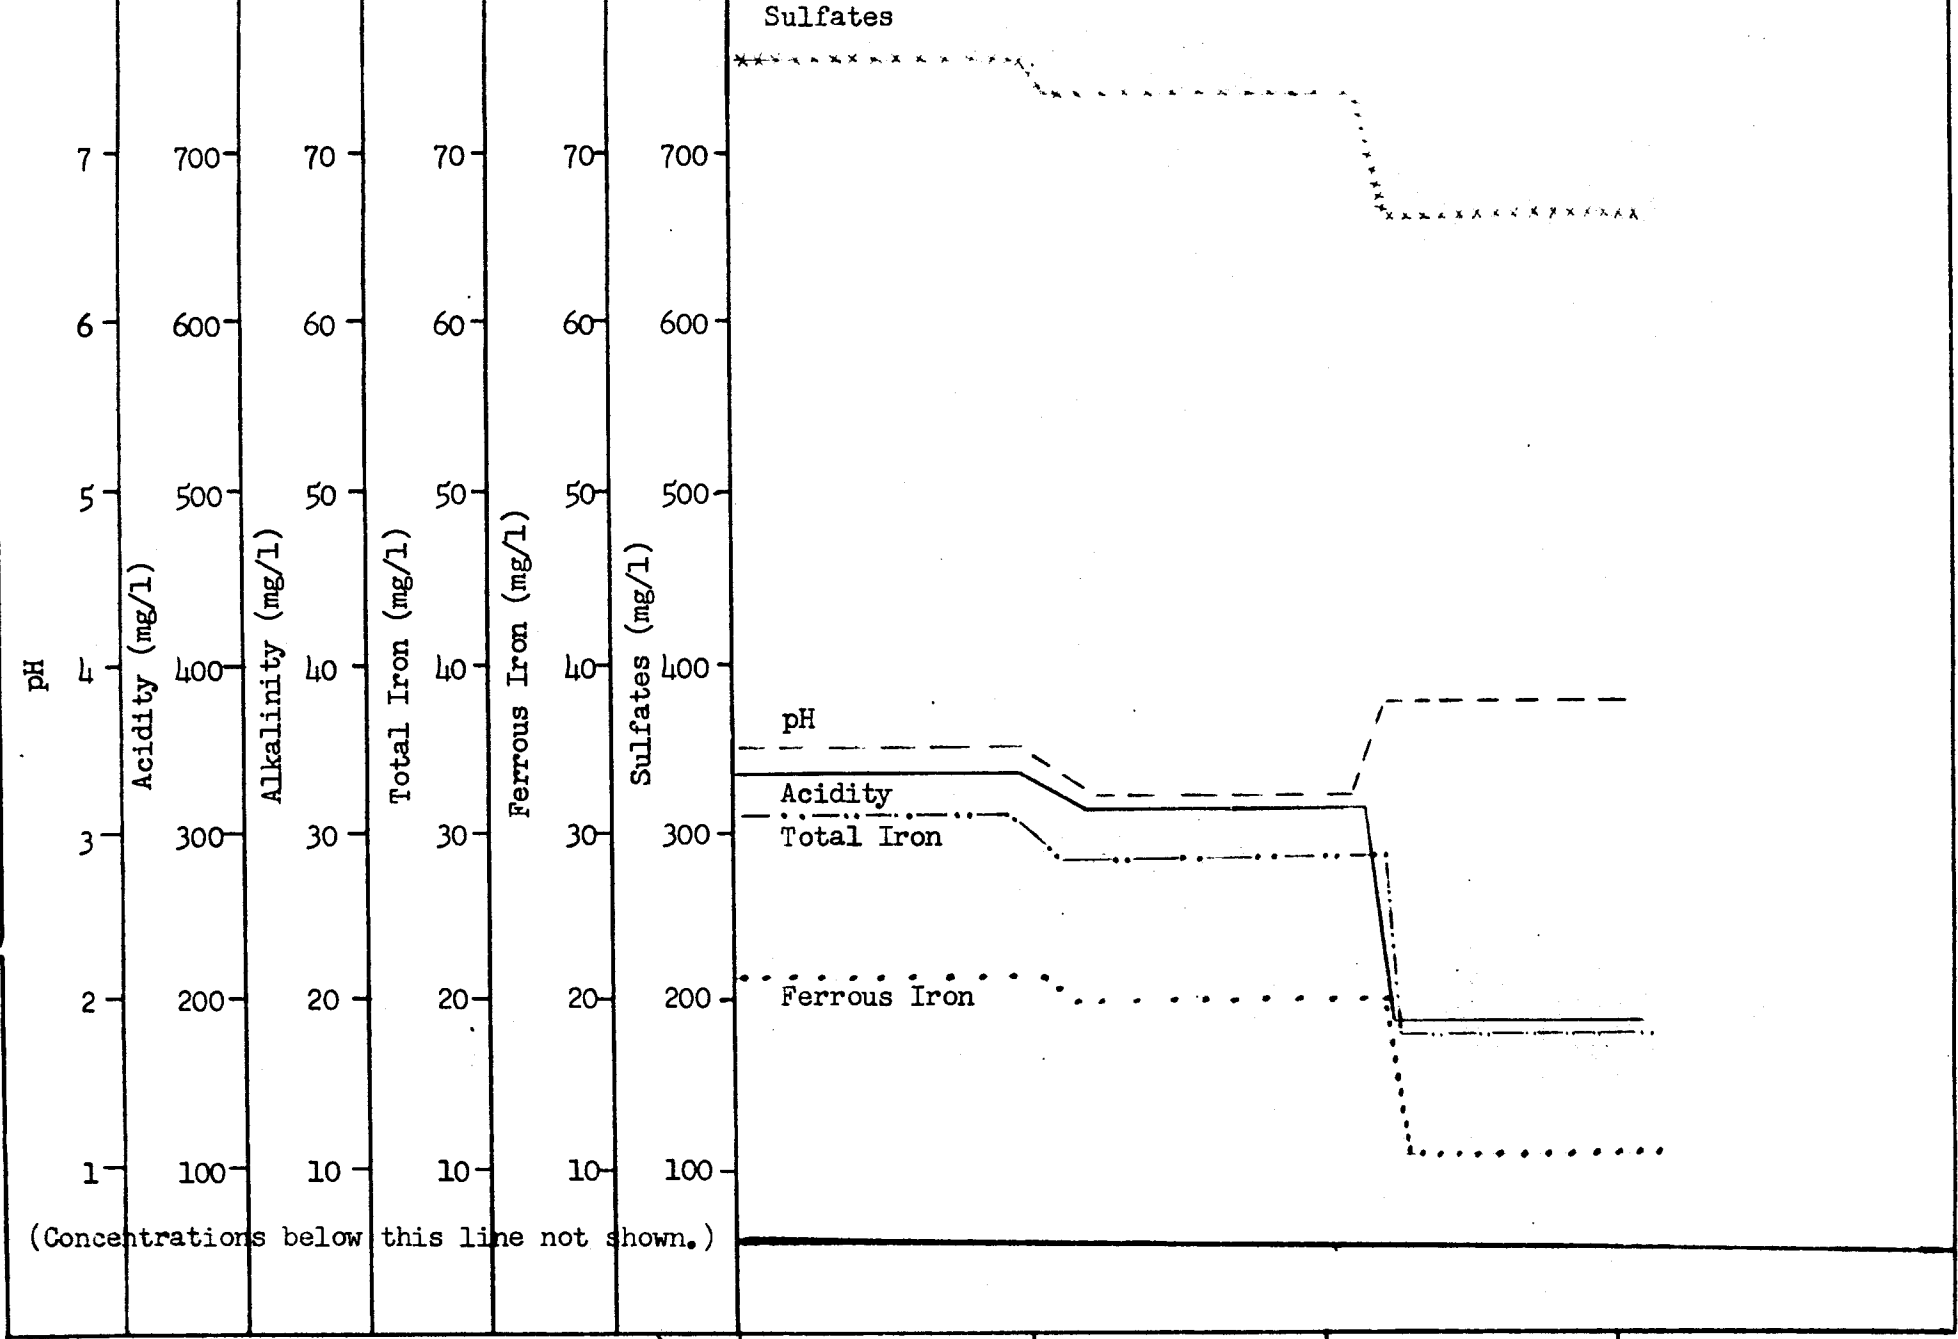 Sulfates
7 700 70 70 70 700
6 600 60 60 60 600
5 500 50 50 50 500
pH
Acidity (mg/l)
Alkalinity (mg/l)
Total Iron (mg/l)
Ferrous Iron (mg/l)
Sulfates (mg/l)
4 400 40 40 40 400
pH
Acidity
3 300 30 30 30 300
Total Iron
2 200 20 20 20 200
Ferrous Iron
1 100 10 10 10 100
(Concentrations below this line not shown.)